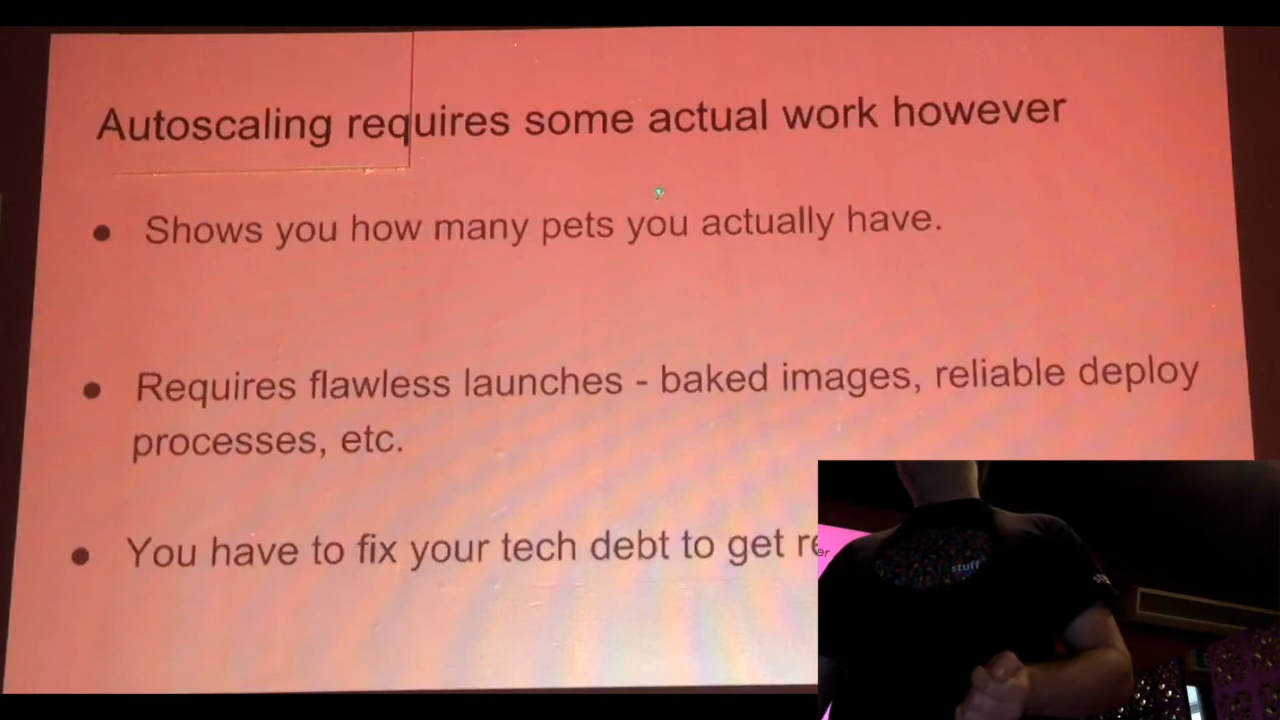 Autoscaling requires some actual work however
● Shows you how many pets you actually have.
● Requires flawless launches - baked images, reliable deploy
processes, etc.
● You have to fix your tech debt to get
er
stuff